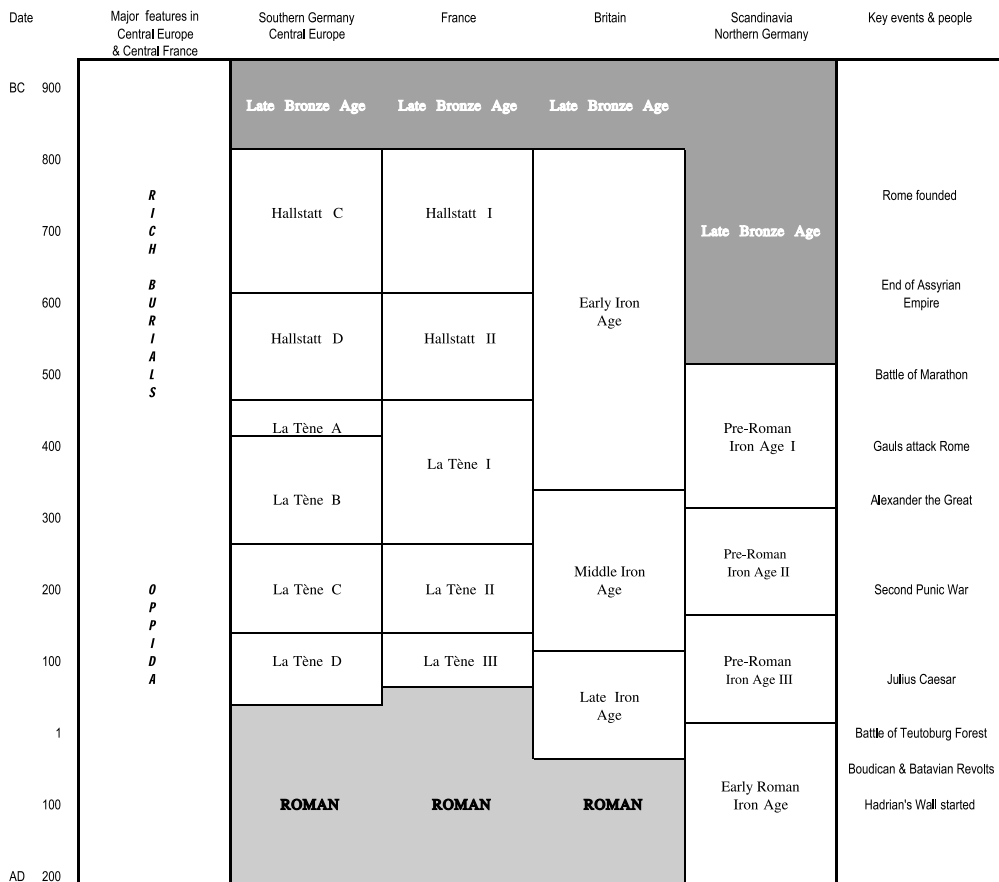 Date
Major features in
Central Europe
& Central France
Southern Germany
Central Europe
France
Britain
Scandinavia
Northern Germany
Key events & people
BC 900
Late Bronze Age
Late Bronze Age
Late Bronze Age
800
RICH BURIALS
Hallstatt C
Hallstatt I
Rome founded
700
Late Bronze Age
End of Assyrian
Empire
600
Early Iron
Age
Hallstatt D
Hallstatt II
500
Battle of Marathon
La Tène A
Pre-Roman
Iron Age I
400
Gauls attack Rome
La Tène I
La Tène B
Alexander the Great
300
Pre-Roman
Iron Age II
Middle Iron
Age
200
OPPIDA
La Tène C
La Tène II
Second Punic War
100
La Tène D
La Tène III
Pre-Roman
Iron Age III
Julius Caesar
Late Iron
Age
1
Battle of Teutoburg Forest
Boudican & Batavian Revolts
Early Roman
Iron Age
100
ROMAN
ROMAN
ROMAN
Hadrian's Wall started
AD 200